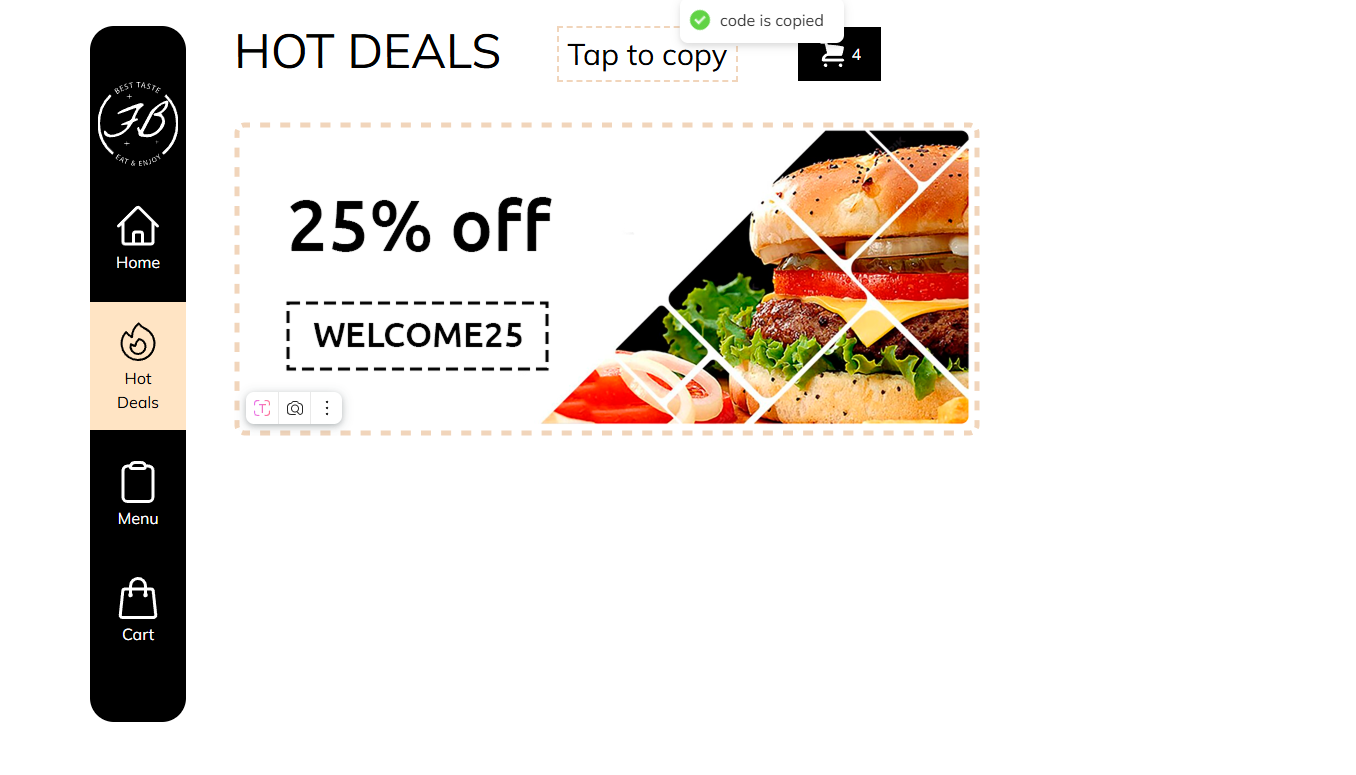 code is copied
HOT DEALS
Tap to copy
4
BEST TASTE
FB
EAT & ENJOY
Home
Hot
Deals
Menu
Cart
25% off
WELCOME25
T